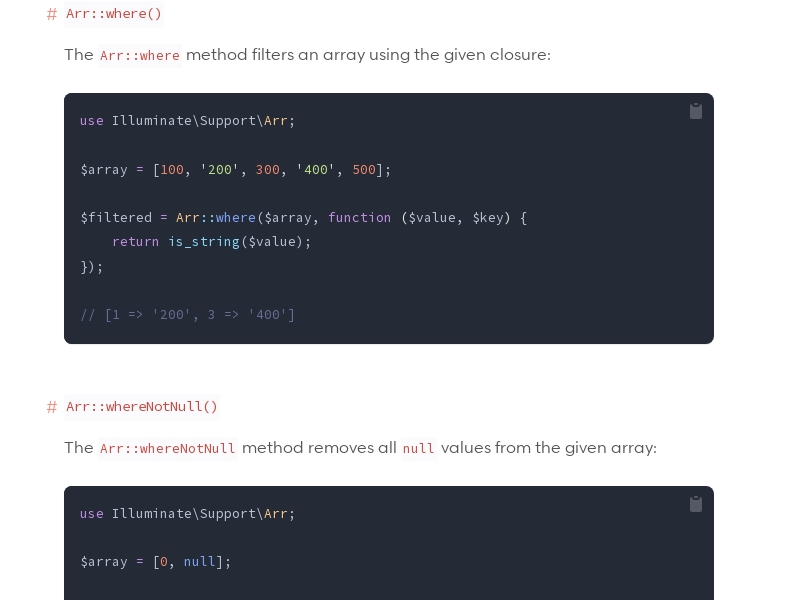 # Arr::where()
The Arr::where method filters an array using the given closure:
use Illuminate\Support\Arr;
$array = [100, '200', 300, '400', 500];
$filtered = Arr::where($array, function ($value, $key) {
    return is_string($value);
});
// [1 => '200', 3 => '400']
# Arr::whereNotNull()
The Arr::whereNotNull method removes all null values from the given array:
use Illuminate\Support\Arr;
$array = [0, null];